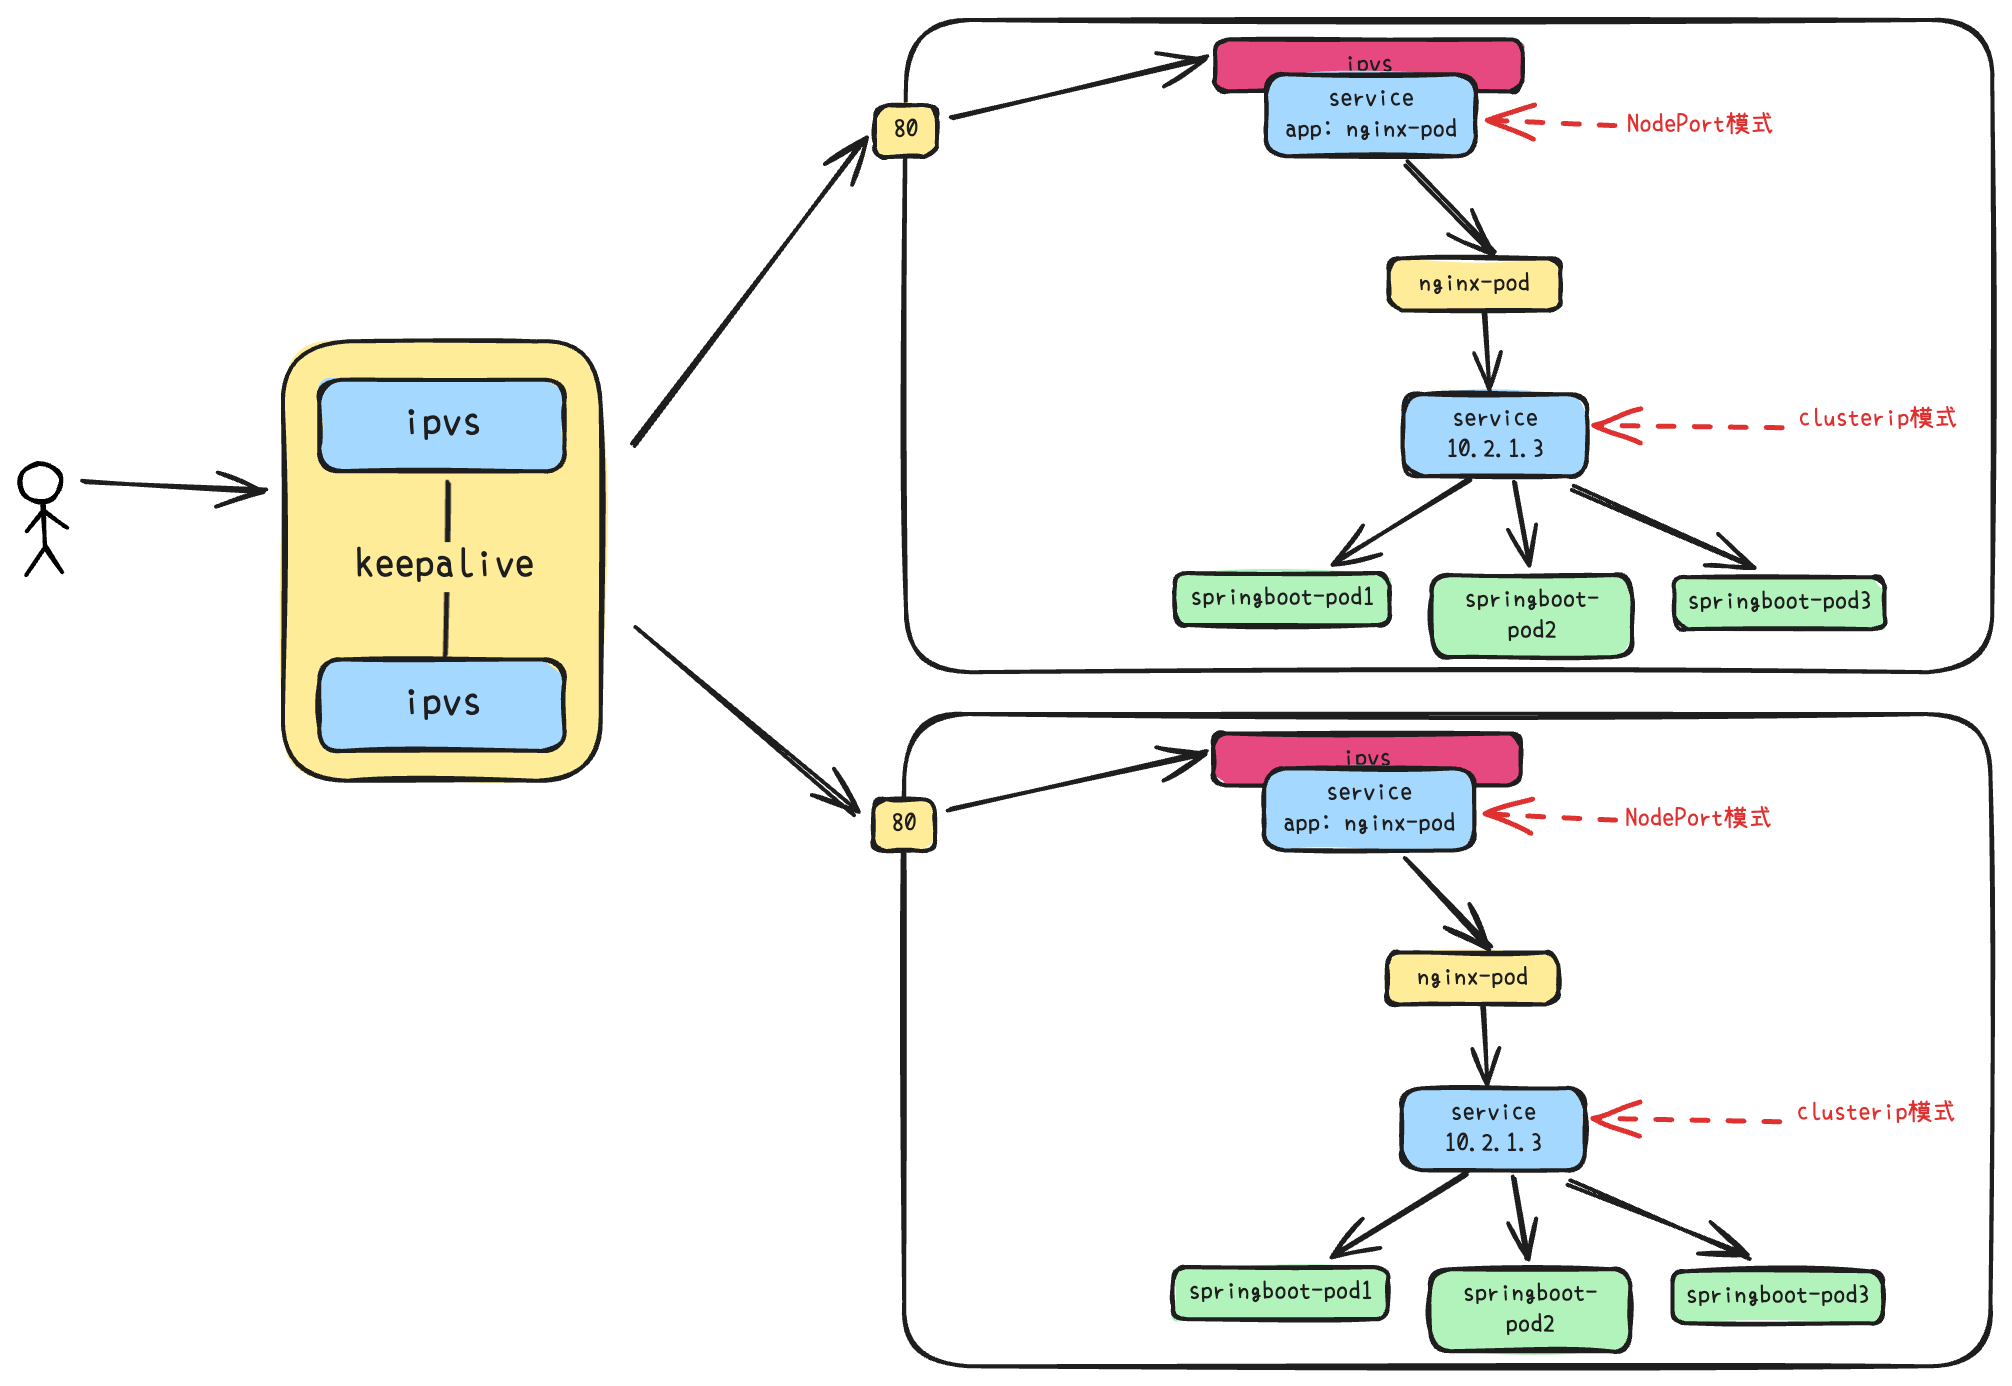 ipvs
keepalive
ipvs
80
ipvs
service
app: nginx-pod
NodePort模式
nginx-pod
service
10.2.1.3
clusterip模式
springboot-pod1
springboot-
pod2
springboot-pod3
80
ipvs
service
app: nginx-pod
NodePort模式
nginx-pod
service
10.2.1.3
clusterip模式
springboot-pod1
springboot-
pod2
springboot-pod3